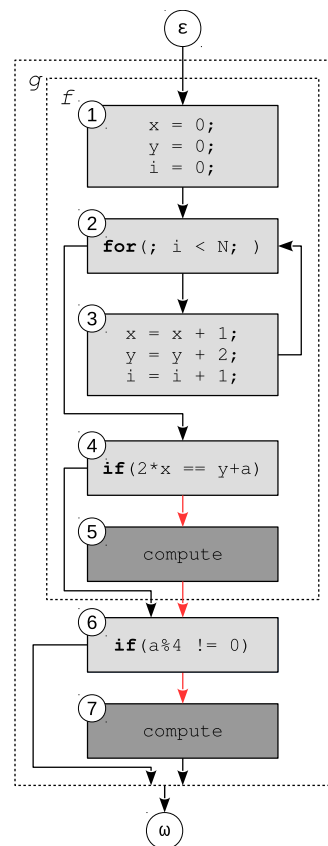 ε
g
f
1
x = 0;
y = 0;
i = 0;
2
for(; i < N; )
3
x = x + 1;
y = y + 2;
i = i + 1;
4
if(2*x == y+a)
5
compute
6
if(a%4 != 0)
7
compute
ω